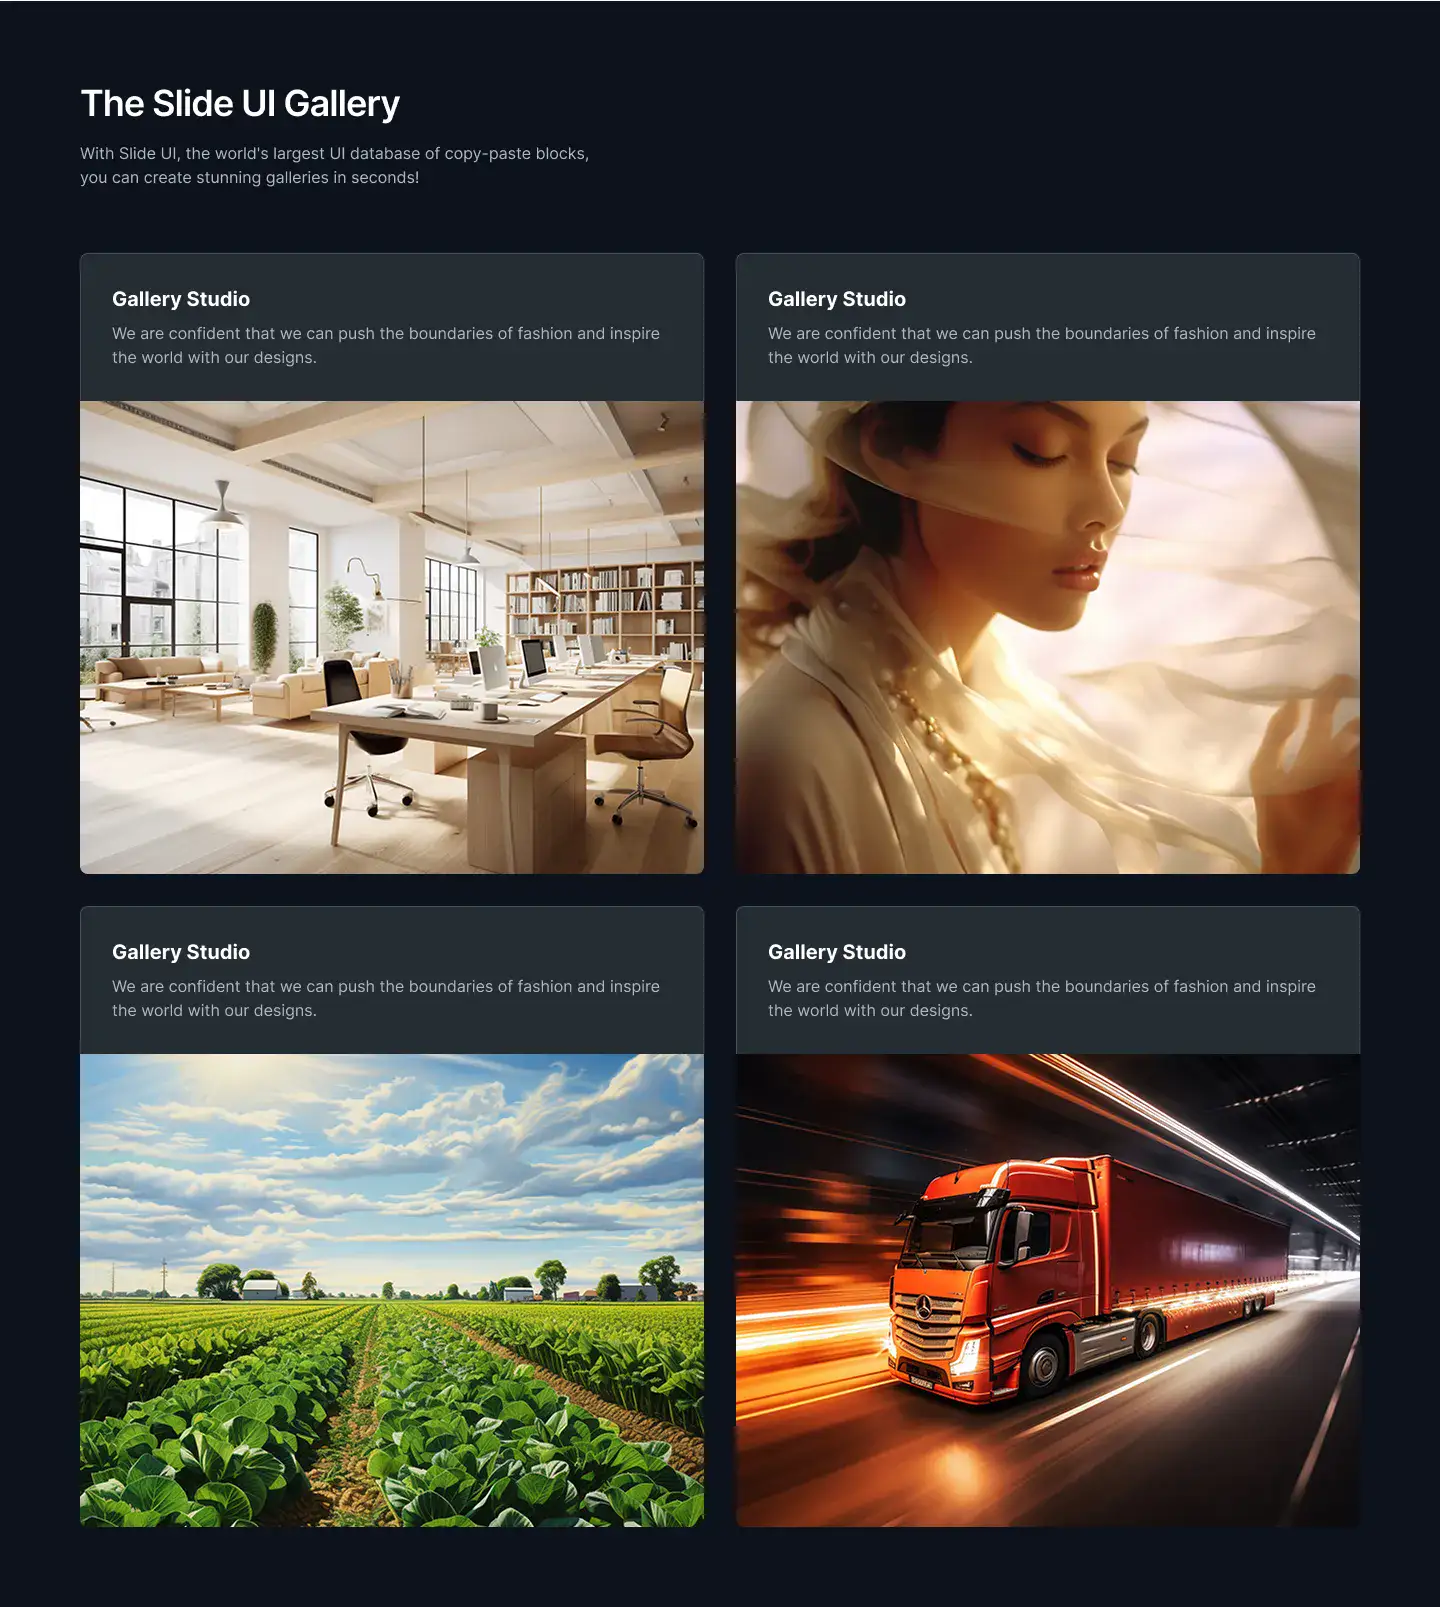 The Slide UI Gallery
With Slide UI, the world's largest UI database of copy-paste blocks,
you can create stunning galleries in seconds!
Gallery Studio
We are confident that we can push the boundaries of fashion and inspire
the world with our designs.
Gallery Studio
We are confident that we can push the boundaries of fashion and inspire
the world with our designs.
Gallery Studio
We are confident that we can push the boundaries of fashion and inspire
the world with our designs.
Gallery Studio
We are confident that we can push the boundaries of fashion and inspire
the world with our designs.